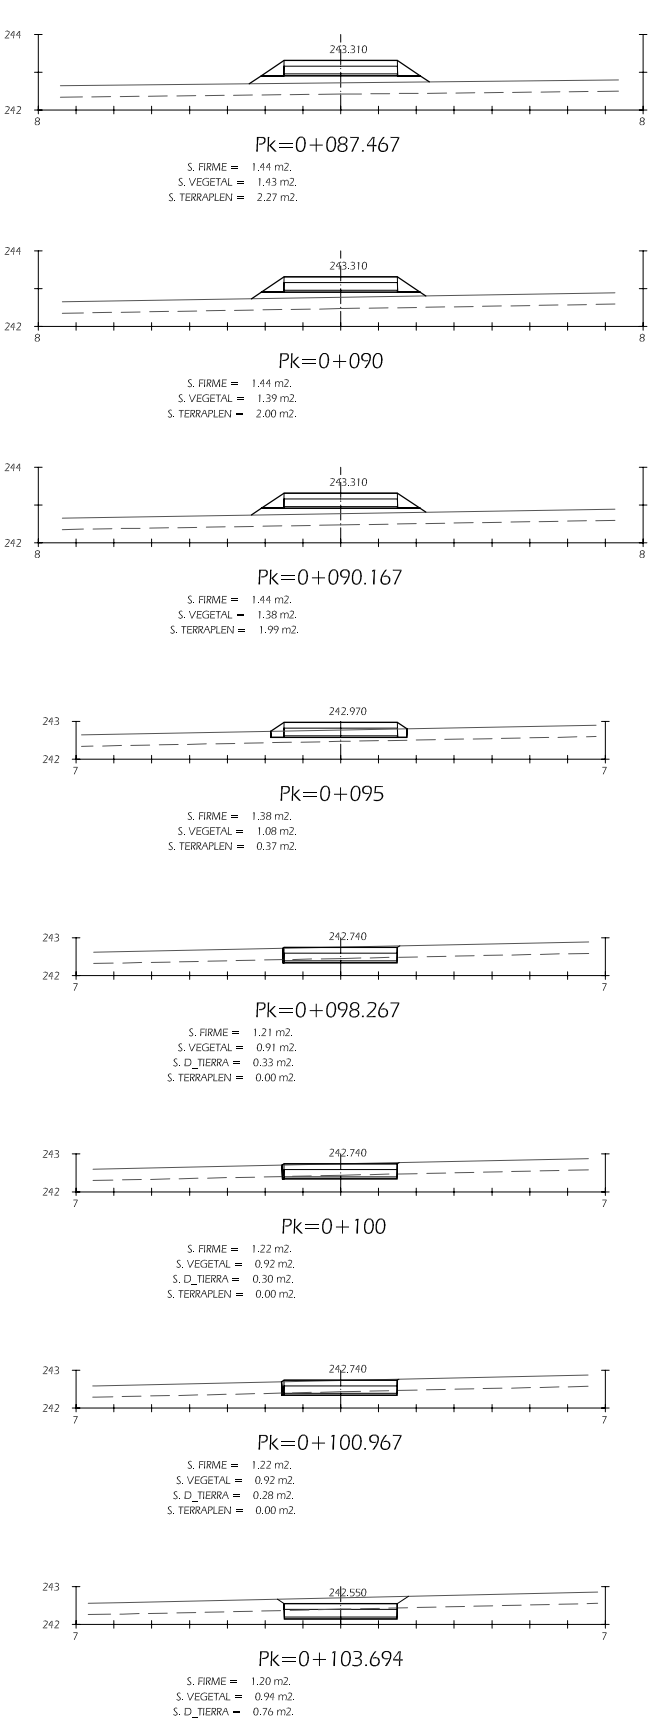 244
243.310
242
8 8
Pk=0+087.467
S. FIRME = 1.44 m2.
S. VEGETAL = 1.43 m2.
S. TERRAPLEN = 2.27 m2.
244
243.310
242
8 8
Pk=0+090
S. FIRME = 1.44 m2.
S. VEGETAL = 1.39 m2.
S. TERRAPLEN = 2.00 m2.
244
243.310
242
8 8
Pk=0+090.167
S. FIRME = 1.44 m2.
S. VEGETAL = 1.38 m2.
S. TERRAPLEN = 1.99 m2.
242.970
243
242
7 7
Pk=0+095
S. FIRME = 1.38 m2.
S. VEGETAL = 1.08 m2.
S. TERRAPLEN = 0.37 m2.
243 242.740
242
7 7
Pk=0+098.267
S. FIRME = 1.21 m2.
S. VEGETAL = 0.91 m2.
S. D_TIERRA = 0.33 m2.
S. TERRAPLEN = 0.00 m2.
243 242.740
242
7 7
Pk=0+100
S. FIRME = 1.22 m2.
S. VEGETAL = 0.92 m2.
S. D_TIERRA = 0.30 m2.
S. TERRAPLEN = 0.00 m2.
243 242.740
242
7 7
Pk=0+100.967
S. FIRME = 1.22 m2.
S. VEGETAL = 0.92 m2.
S. D_TIERRA = 0.28 m2.
S. TERRAPLEN = 0.00 m2.
243 242.550
242
7 7
Pk=0+103.694
S. FIRME = 1.20 m2.
S. VEGETAL = 0.94 m2.
S. D_TIERRA = 0.76 m2.